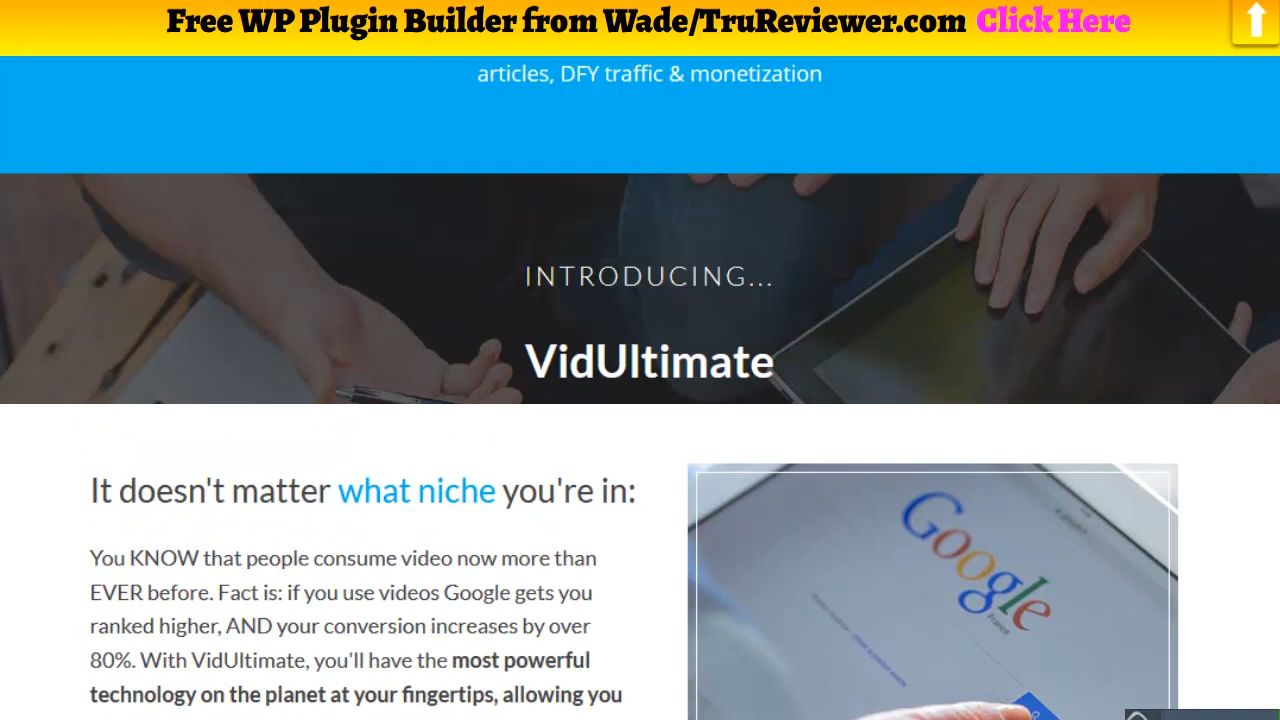 Free WP Plugin Builder from Wade/TruReviewer.com Click Here
articles, DFY traffic & monetization
INTRODUCING...
VidUltimate
It doesn't matter what niche you're in:
You KNOW that people consume video now more than
EVER before. Fact is: if you use videos Google gets you
ranked higher, AND your conversion increases by over
80%. With VidUltimate, you'll have the most powerful
technology on the planet at your fingertips, allowing you
Google
France